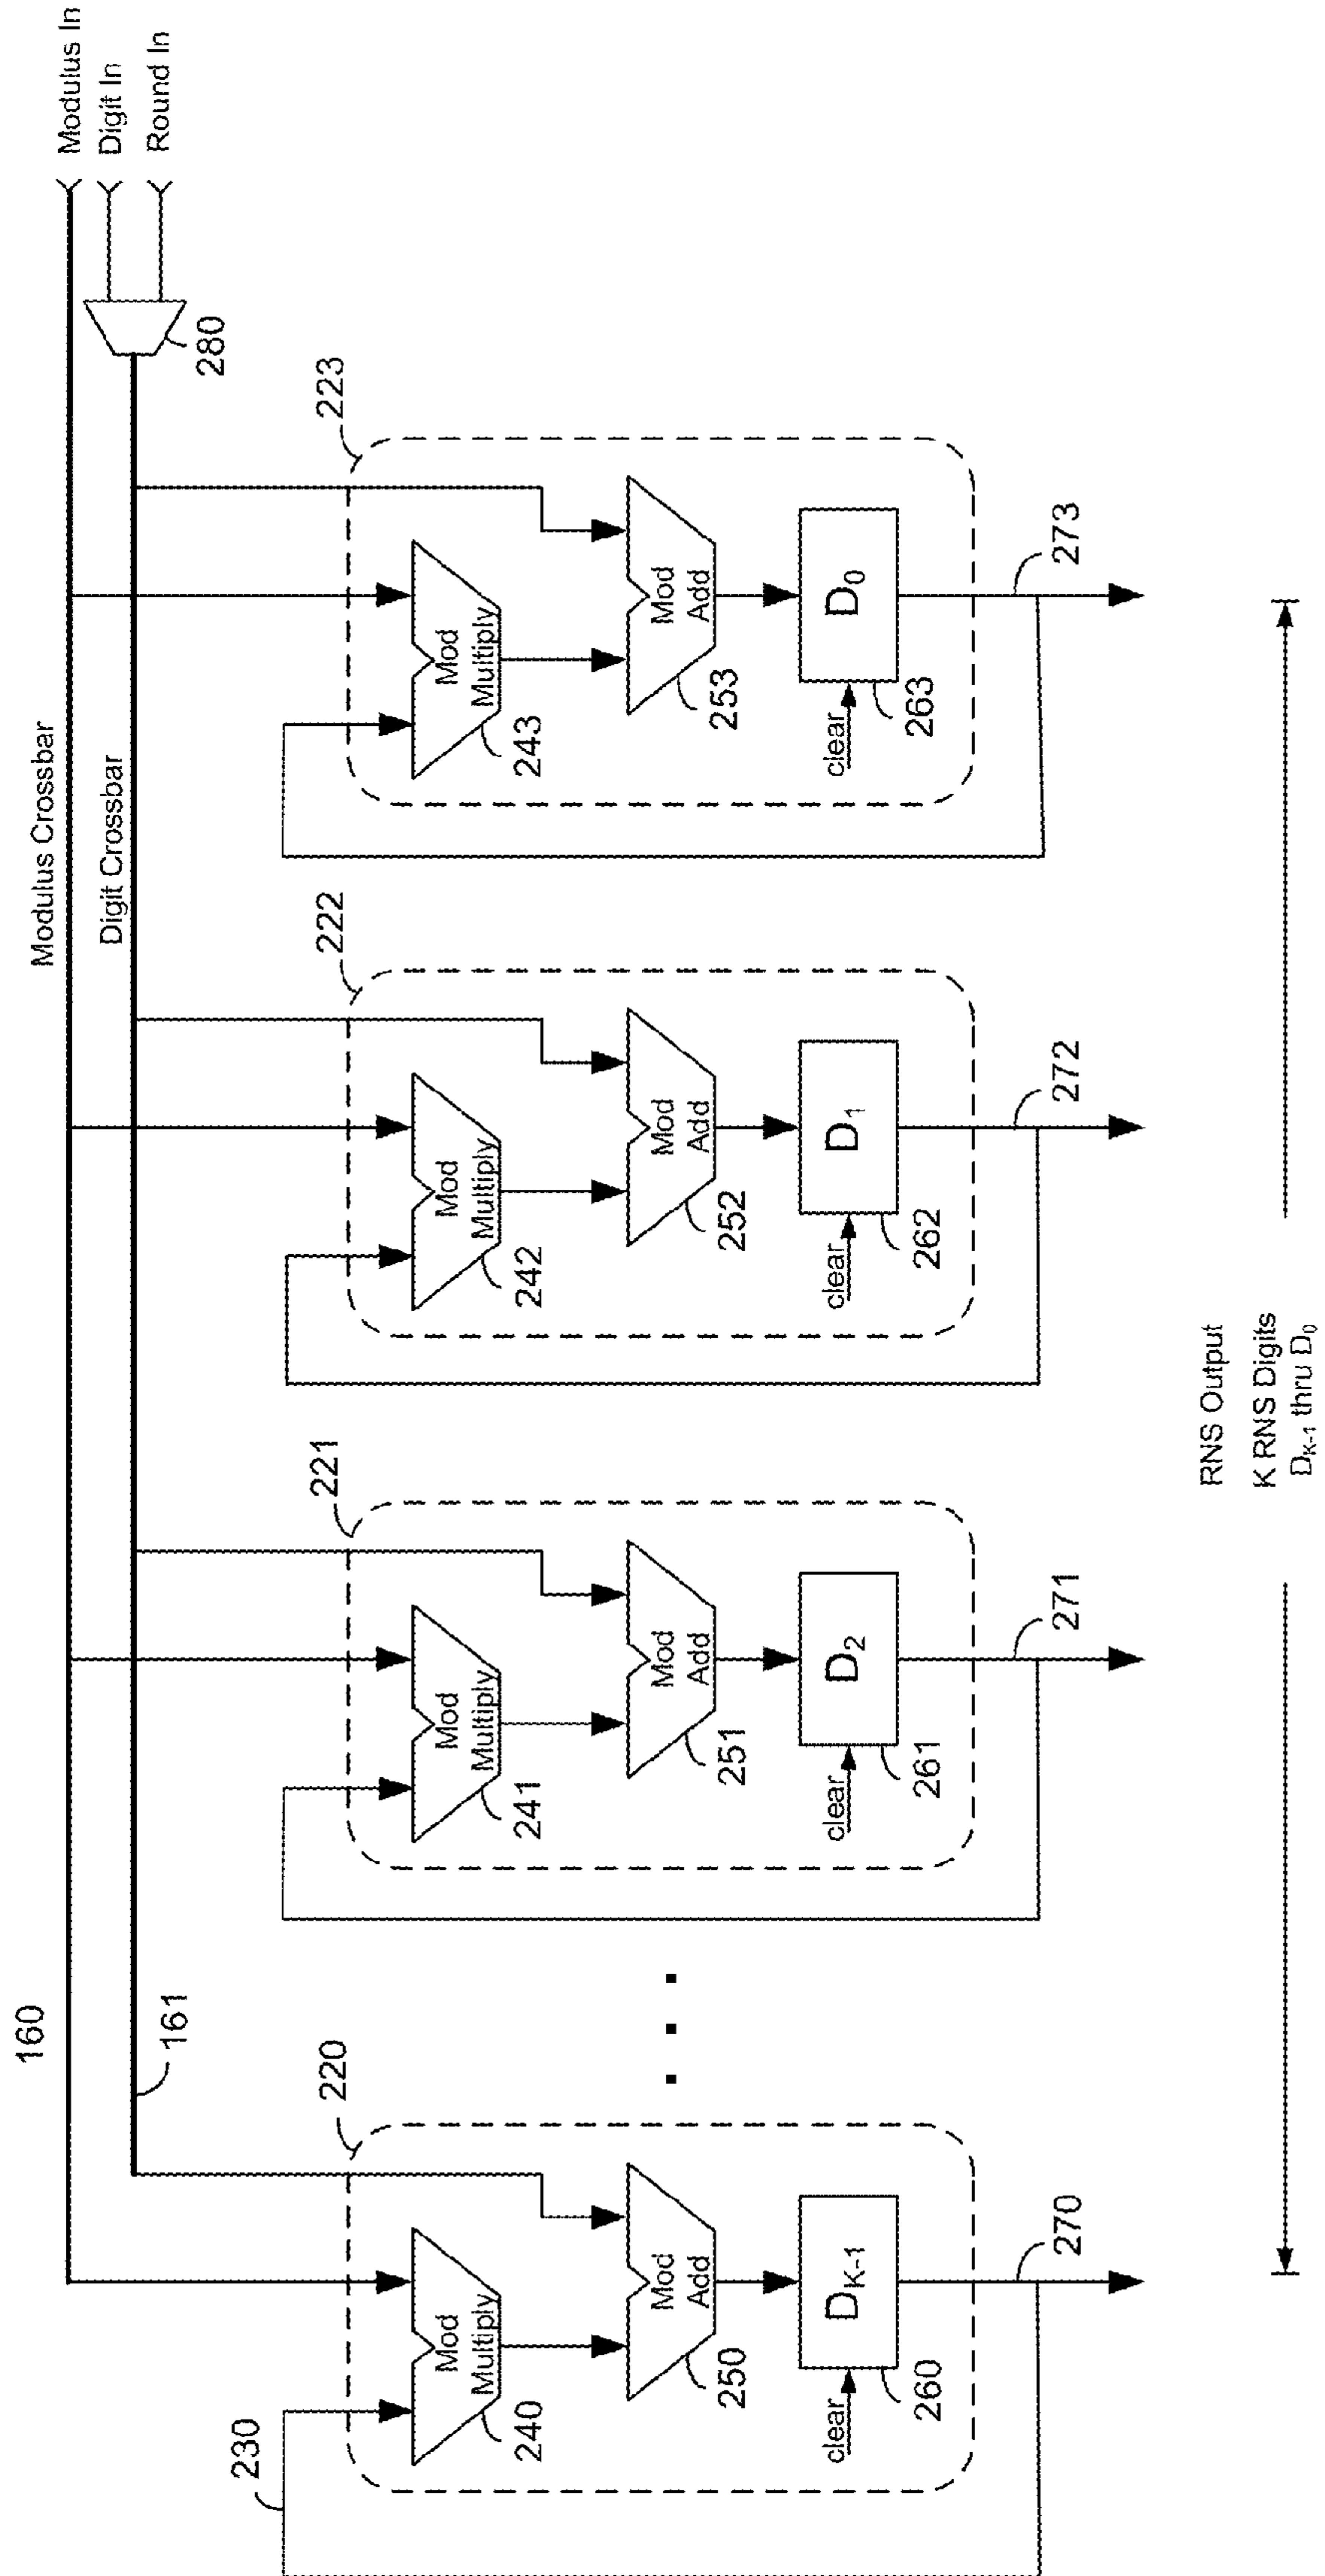 Modulus In
Digit In
Round In
160
Modulus Crossbar
161
Digit Crossbar
280
230
220
221
222
223
Mod
Multiply
240
Mod
Multiply
241
Mod
Multiply
242
Mod
Multiply
243
Mod
Add
250
Mod
Add
251
Mod
Add
252
Mod
Add
253
clear
D_{K-1}
260
clear
D₂
261
clear
D₁
262
clear
D₀
263
270
271
272
273
RNS Output
K RNS Digits
D_{K-1} thru D₀